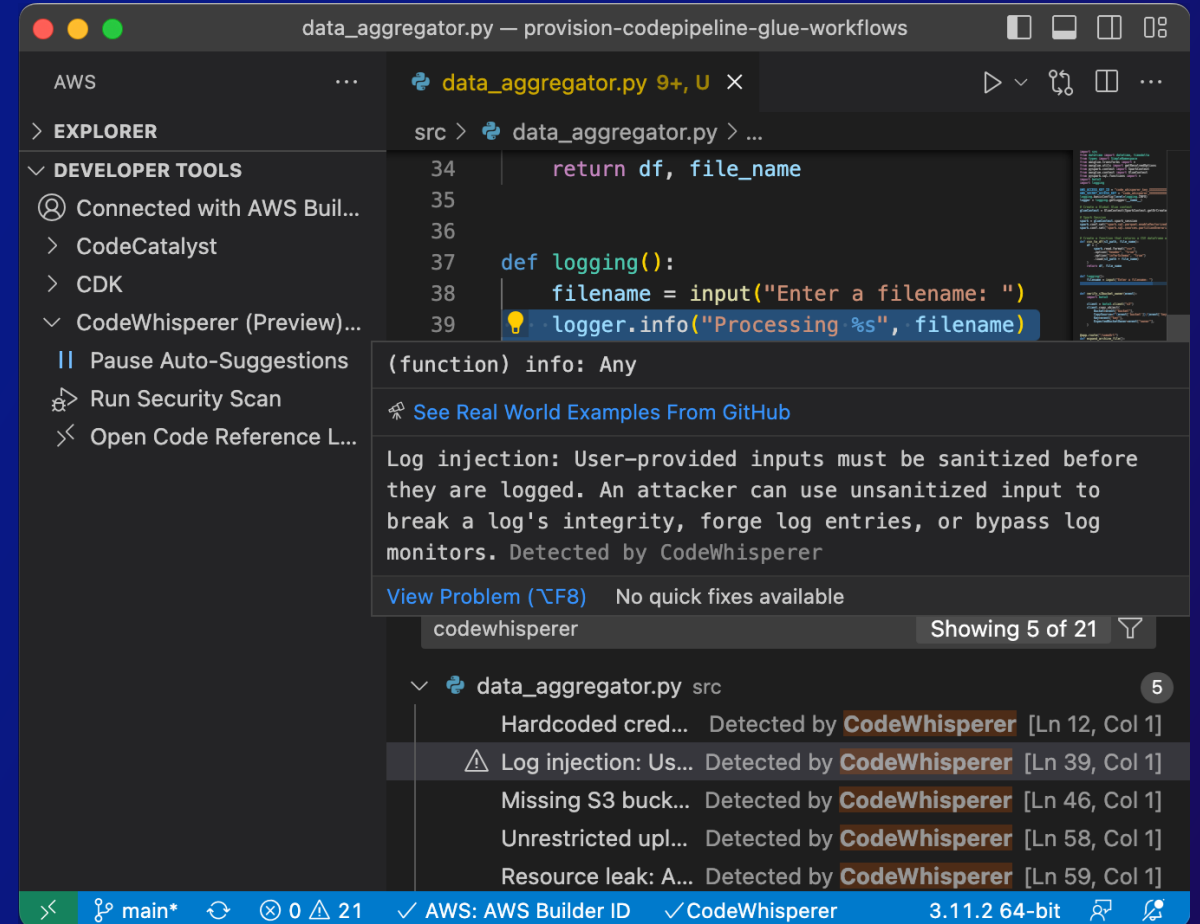 data_aggregator.py — provision-codepipeline-glue-workflows
AWS
EXPLORER
DEVELOPER TOOLS
Connected with AWS Buil...
CodeCatalyst
CDK
CodeWhisperer (Preview)...
Pause Auto-Suggestions
Run Security Scan
Open Code Reference L...
data_aggregator.py 9+, U
src > data_aggregator.py > ...
34 return df, file_name
35
36
37 def logging():
38 filename = input("Enter a filename: ")
39 logger.info("Processing %s", filename)
(function) info: Any
See Real World Examples From GitHub
Log injection: User-provided inputs must be sanitized before
they are logged. An attacker can use unsanitized input to
break a log's integrity, forge log entries, or bypass log
monitors. Detected by CodeWhisperer
View Problem (⌥F8) No quick fixes available
codewhisperer Showing 5 of 21
data_aggregator.py src 5
Hardcoded cred... Detected by CodeWhisperer [Ln 12, Col 1]
Log injection: Us... Detected by CodeWhisperer [Ln 39, Col 1]
Missing S3 buck... Detected by CodeWhisperer [Ln 46, Col 1]
Unrestricted upl... Detected by CodeWhisperer [Ln 58, Col 1]
Resource leak: A... Detected by CodeWhisperer [Ln 59, Col 1]
main* 0 21 AWS: AWS Builder ID CodeWhisperer 3.11.2 64-bit